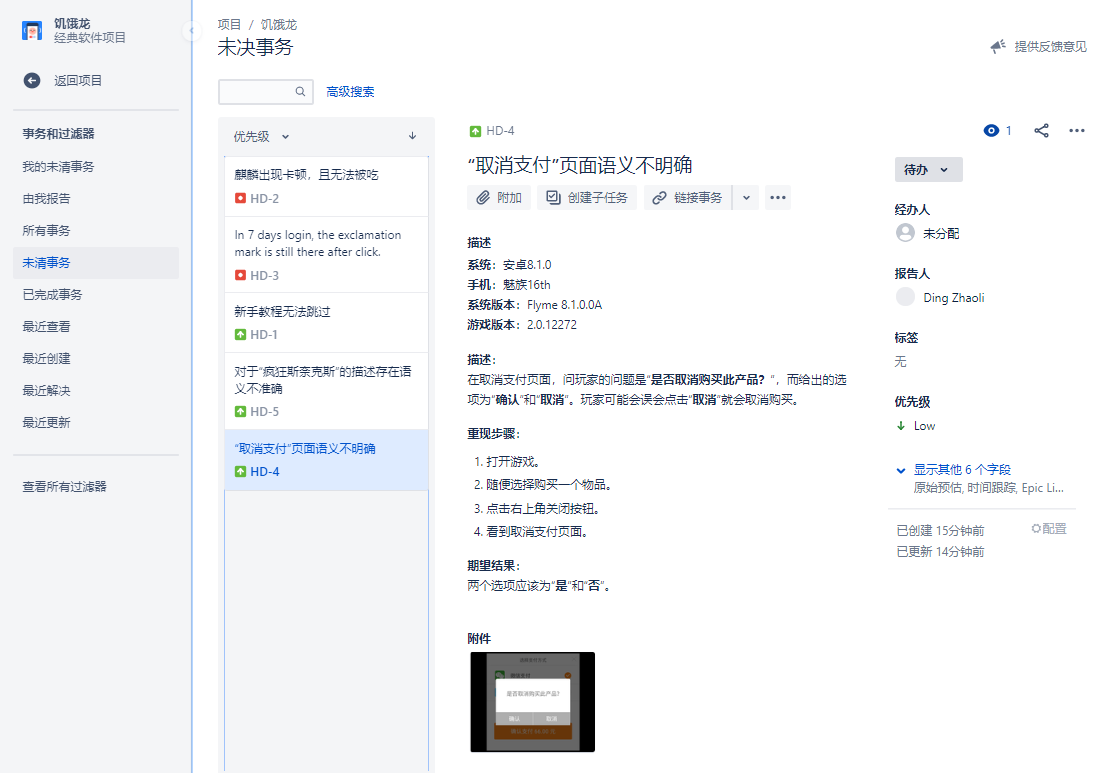 饥饿龙
经典软件项目
返回项目
事务和过滤器
我的未清事务
由我报告
所有事务
未清事务
已完成事务
最近查看
最近创建
最近解决
最近更新
查看所有过滤器
项目 / 饥饿龙
未决事务
提供反馈意见
高级搜索
优先级
麒麟出现卡顿，且无法被吃
HD-2
In 7 days login, the exclamation
mark is still there after click.
HD-3
新手教程无法跳过
HD-1
对于“疯狂斯奈克斯”的描述存在语
义不准确
HD-5
“取消支付”页面语义不明确
HD-4
HD-4
1
“取消支付”页面语义不明确
附加
创建子任务
链接事务
描述
系统：安卓8.1.0
手机：魅族16th
系统版本：Flyme 8.1.0.0A
游戏版本：2.0.12272
描述：
在取消支付页面，问玩家的问题是“是否取消购买此产品？”，而给出的选
项为“确认”和“取消”。玩家可能会误会点击“取消”就会取消购买。
重现步骤：
1. 打开游戏。
2. 随便选择购买一个物品。
3. 点击右上角关闭按钮。
4. 看到取消支付页面。
期望结果：
两个选项应该为“是”和“否”。
附件
是否取消购买此产品?
确认 取消
待办
经办人
未分配
报告人
Ding Zhaoli
标签
无
优先级
Low
显示其他 6 个字段
原始预估, 时间跟踪, Epic Li...
已创建 15分钟前
配置
已更新 14分钟前